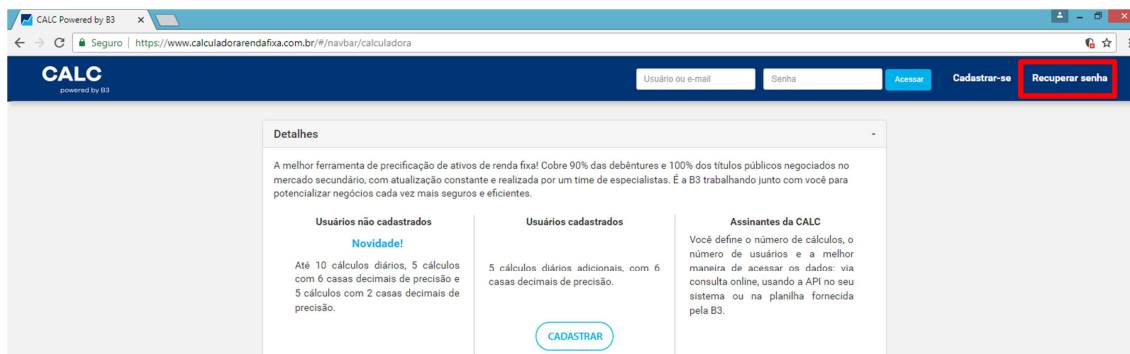 CALC Powered by B3
Seguro | https://www.calculadorarendafixa.com.br/#/navbar/calculadora
CALC
powered by B3
Usuário ou e-mail
Senha
Acessar
Cadastrar-se
Recuperar senha
Detalhes
-
A melhor ferramenta de precificação de ativos de renda fixa! Cobre 90% das debêntures e 100% dos títulos públicos negociados no
mercado secundário, com atualização constante e realizada por um time de especialistas. É a B3 trabalhando junto com você para
potencializar negócios cada vez mais seguros e eficientes.
Usuários não cadastrados
Novidade!
Até 10 cálculos diários, 5 cálculos
com 6 casas decimais de precisão e
5 cálculos com 2 casas decimais de
precisão.
Usuários cadastrados
5 cálculos diários adicionais, com 6
casas decimais de precisão.
CADASTRAR
Assinantes da CALC
Você define o número de cálculos, o
número de usuários e a melhor
maneira de acessar os dados: via
consulta online, usando a API no seu
sistema ou na planilha fornecida
pela B3.